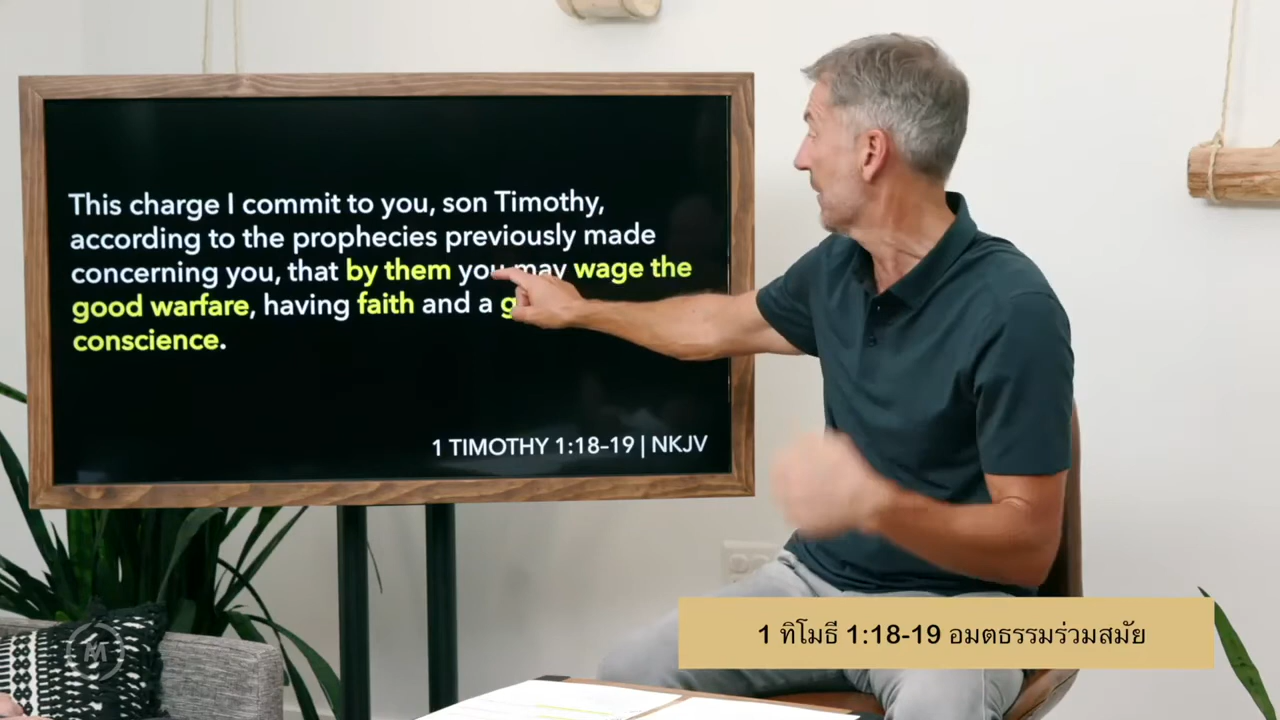 This charge I commit to you, son Timothy,
according to the prophecies previously made
concerning you, that by them you may wage the
good warfare, having faith and a
conscience.
1 TIMOTHY 1:18-19 | NKJV
1 ทิโมธี 1:18-19 อมตธรรมร่วมสมัย